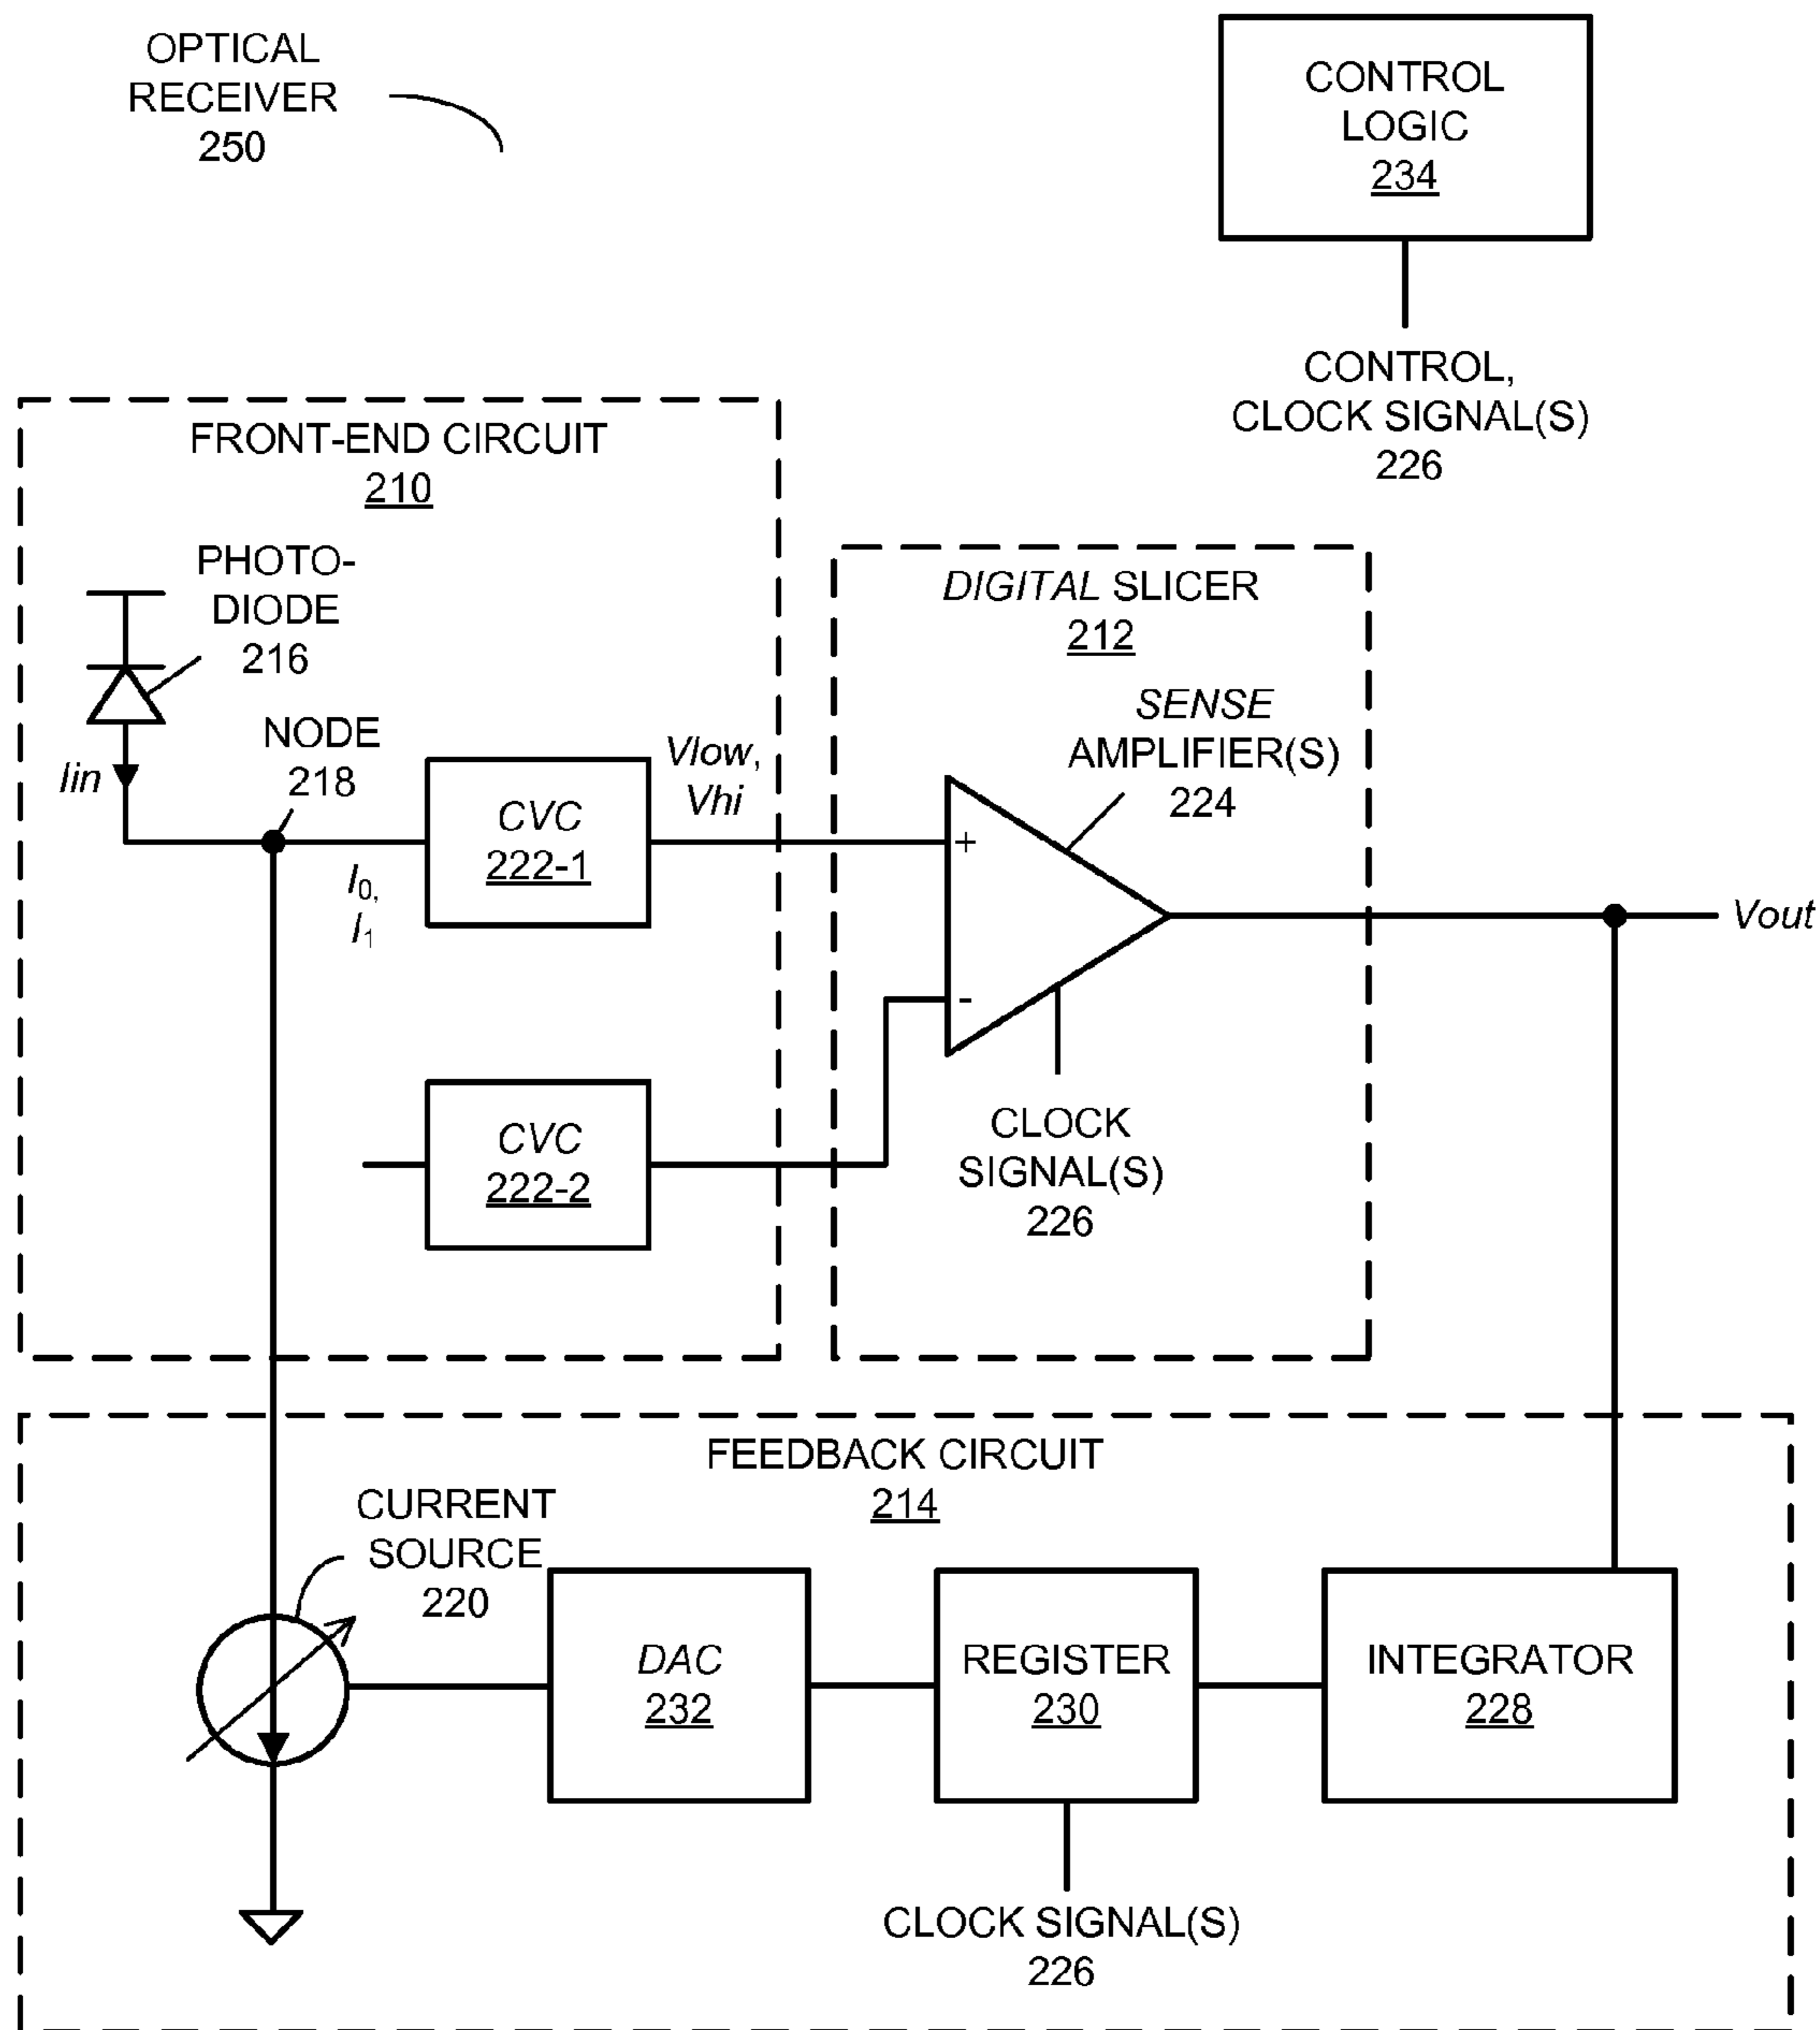 OPTICAL
RECEIVER
250
CONTROL
LOGIC
234
CONTROL,
CLOCK SIGNAL(S)
226
FRONT-END CIRCUIT
210
PHOTO-
DIODE
216
Iin
NODE
218
I0,
I1
CVC
222-1
Vlow,
Vhi
CVC
222-2
DIGITAL SLICER
212
SENSE
AMPLIFIER(S)
224
+
-
CLOCK
SIGNAL(S)
226
Vout
FEEDBACK CIRCUIT
214
CURRENT
SOURCE
220
DAC
232
REGISTER
230
INTEGRATOR
228
CLOCK SIGNAL(S)
226